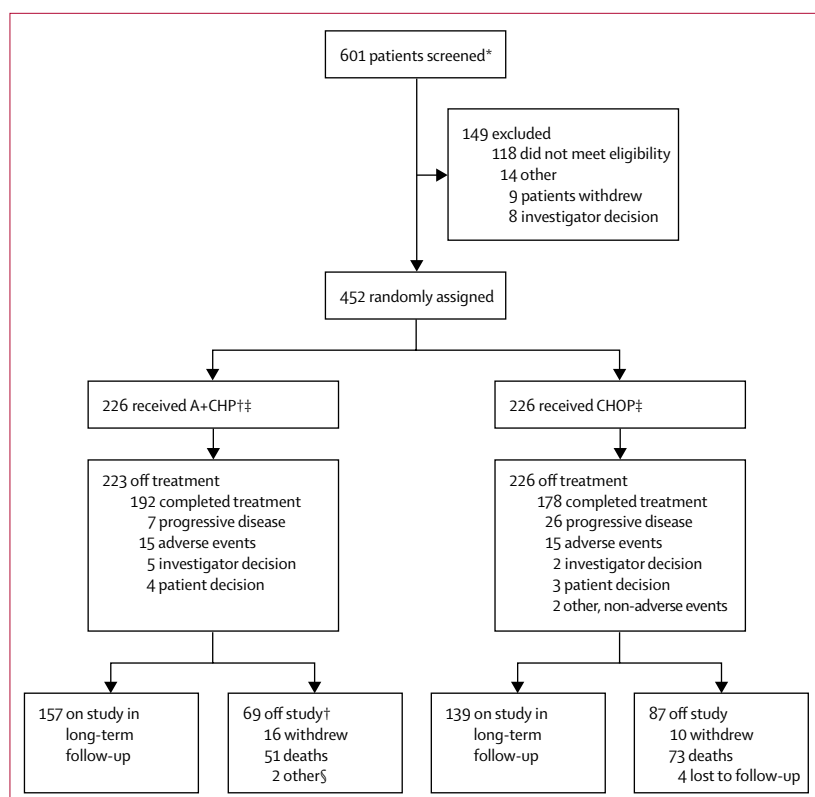 601 patients screened*
149 excluded
118 did not meet eligibility
14 other
9 patients withdrew
8 investigator decision
452 randomly assigned
226 received A+CHP†‡
226 received CHOP‡
223 off treatment
192 completed treatment
7 progressive disease
15 adverse events
5 investigator decision
4 patient decision
226 off treatment
178 completed treatment
26 progressive disease
15 adverse events
2 investigator decision
3 patient decision
2 other, non-adverse events
157 on study in
long-term
follow-up
69 off study†
16 withdrew
51 deaths
2 other§
139 on study in
long-term
follow-up
87 off study
10 withdrew
73 deaths
4 lost to follow-up